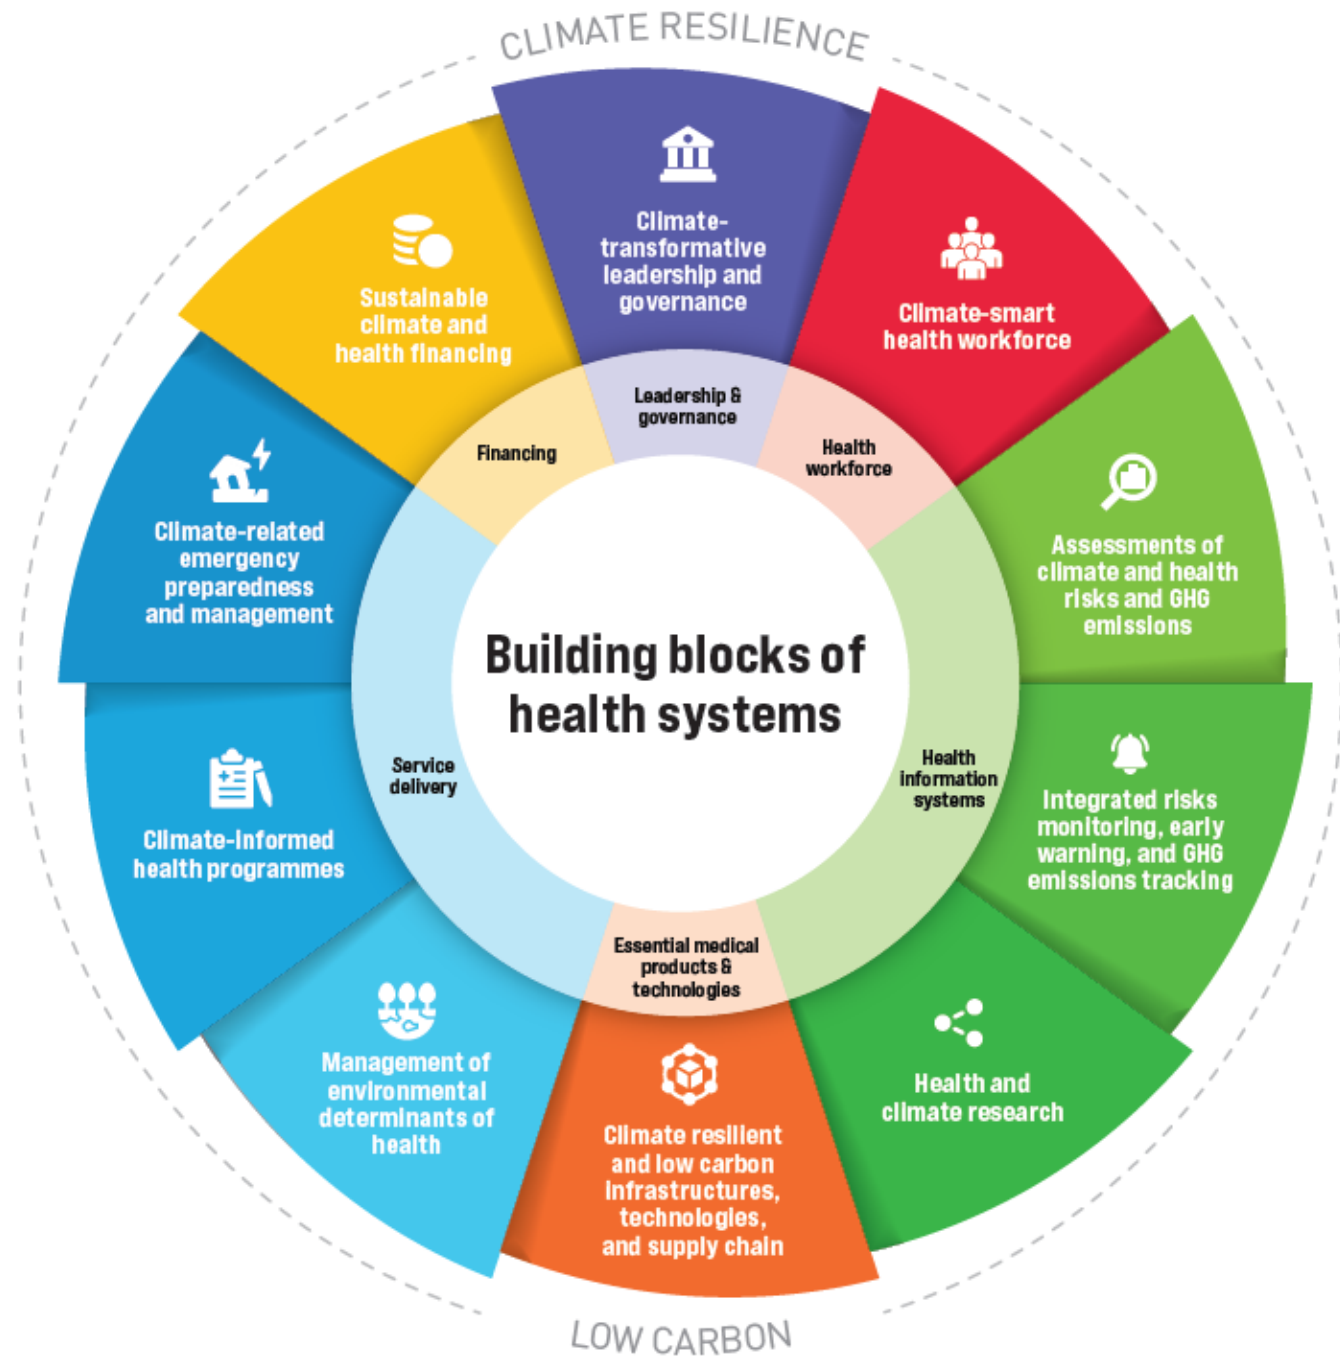 CLIMATE RESILIENCE
Climate-
transformative
leadership and
governance
Climate-smart
health workforce
Assessments of
climate and health
risks and GHG
emissions
Integrated risks
monitoring, early
warning, and GHG
emissions tracking
Health and
climate research
Climate resilient
and low carbon
infrastructures,
technologies,
and supply chain
Management of
environmental
determinants of
health
Climate-informed
health programmes
Climate-related
emergency
preparedness
and management
Sustainable
climate and
health financing
Leadership &
governance
Health
workforce
Health
information
systems
Essential medical
products &
technologies
Service
delivery
Financing
Building blocks of
health systems
LOW CARBON